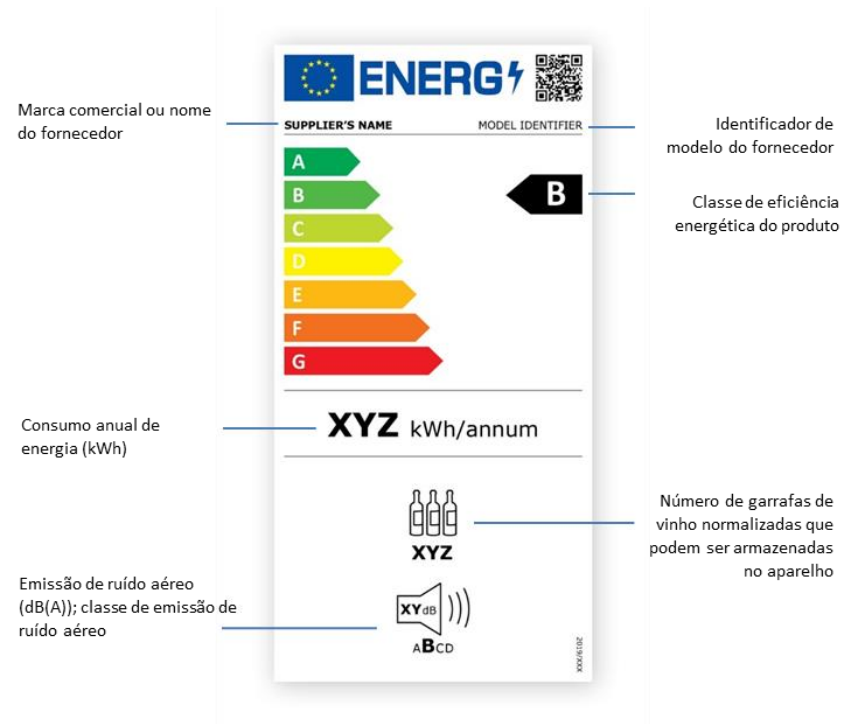 ENERG
Marca comercial ou nome
do fornecedor
SUPPLIER'S NAME
MODEL IDENTIFIER
Identificador de
modelo do fornecedor
A
B
C
D
E
F
G
B
Classe de eficiência
energética do produto
Consumo anual de
energia (kWh)
XYZ kWh/annum
XYZ
Número de garrafas de
vinho normalizadas que
podem ser armazenadas
no aparelho
Emissão de ruído aéreo
(dB(A)); classe de emissão de
ruído aéreo
XYdB
ABCD
2019/XXX